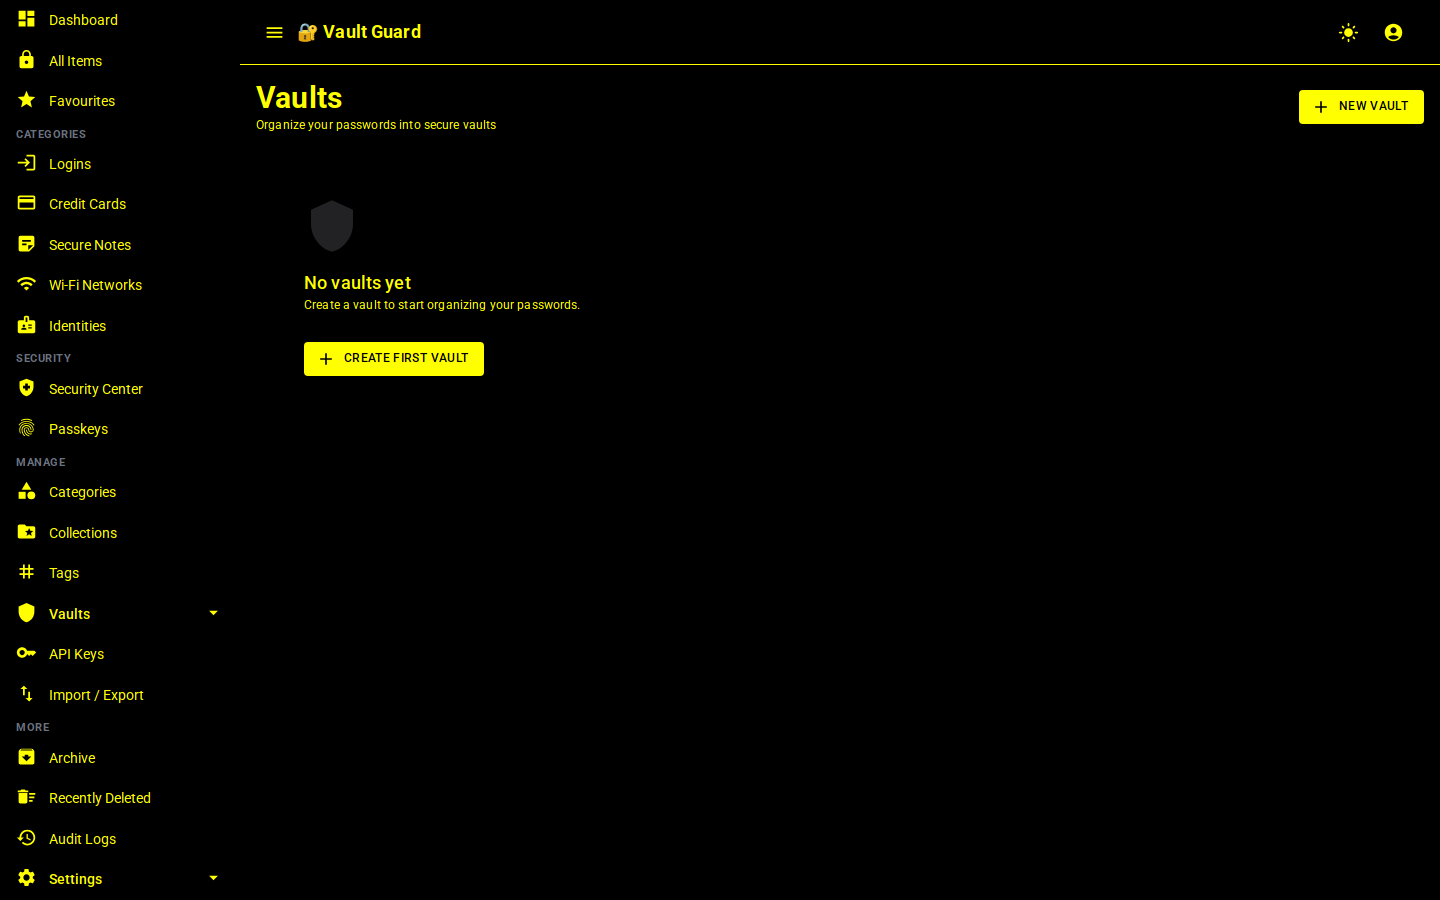 Dashboard
All Items
Favourites
CATEGORIES
Logins
Credit Cards
Secure Notes
Wi-Fi Networks
Identities
SECURITY
Security Center
Passkeys
MANAGE
Categories
Collections
Tags
Vaults
API Keys
Import / Export
MORE
Archive
Recently Deleted
Audit Logs
Settings
Vault Guard
Vaults
Organize your passwords into secure vaults
NEW VAULT
No vaults yet
Create a vault to start organizing your passwords.
CREATE FIRST VAULT